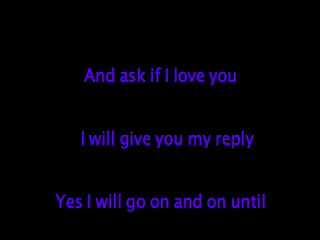 And ask if I love you
I will give you my reply
Yes I will go on and on until